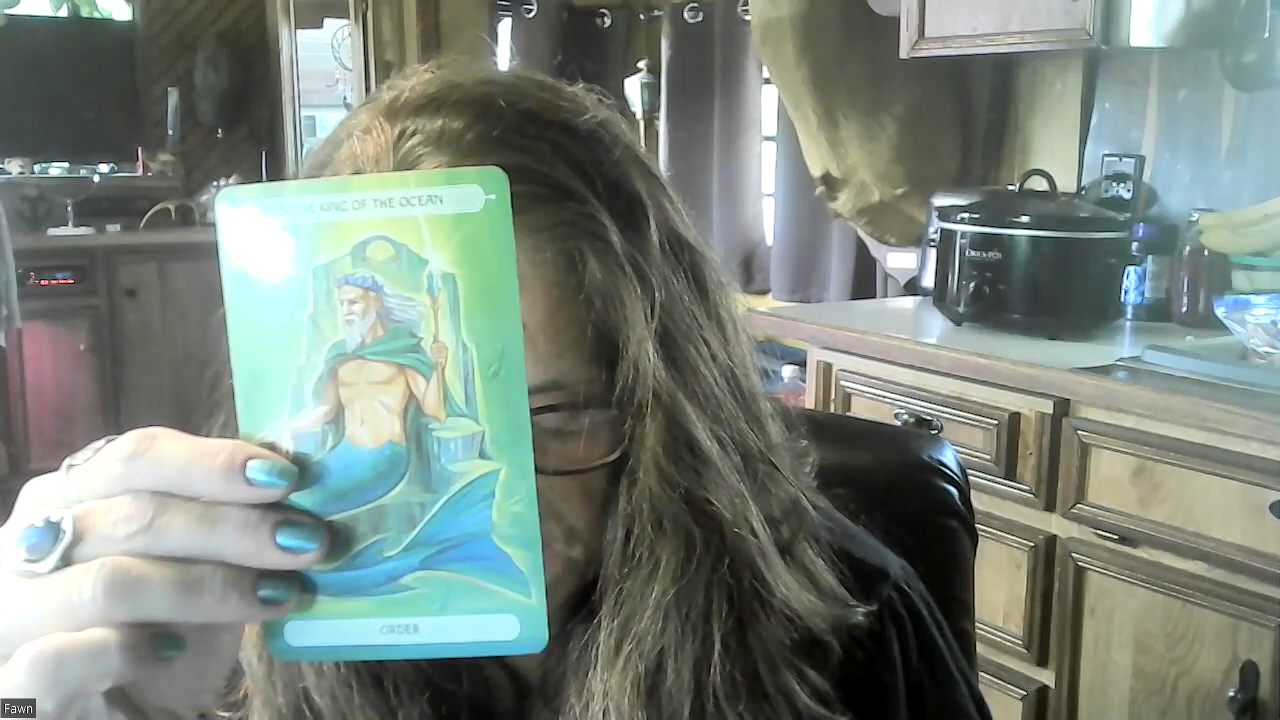 THE KING OF THE OCEAN
ORDER
CROCK-POT
Fawn